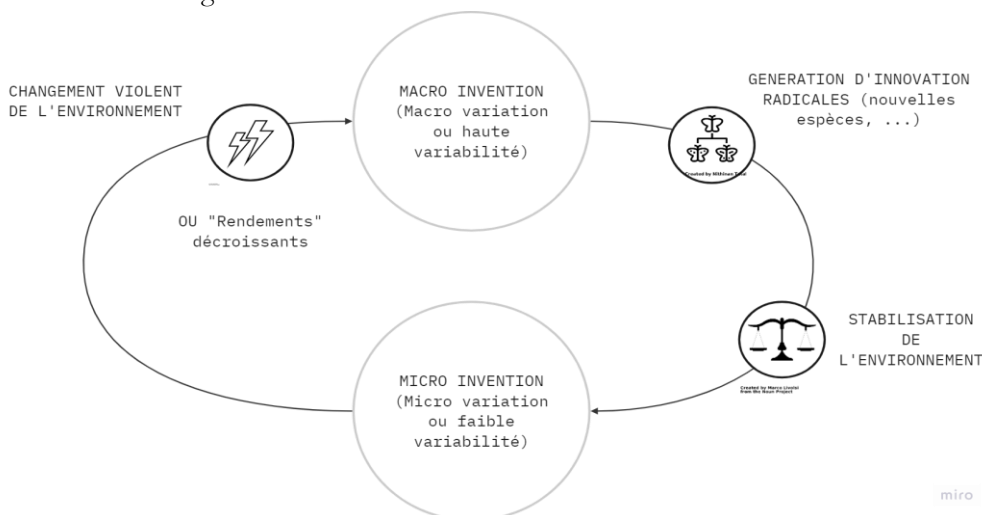 CHANGEMENT VIOLENT
DE L'ENVIRONNEMENT
OU "Rendements"
décroissants
MACRO INVENTION
(Macro variation
ou haute
variabilité)
GENERATION D'INNOVATION
RADICALES (nouvelles
espèces, ...)
STABILISATION
DE
L'ENVIRONNEMENT
Created by Marco Livolsi
from the Noun Project
MICRO INVENTION
(Micro variation
ou faible
variabilité)
miro